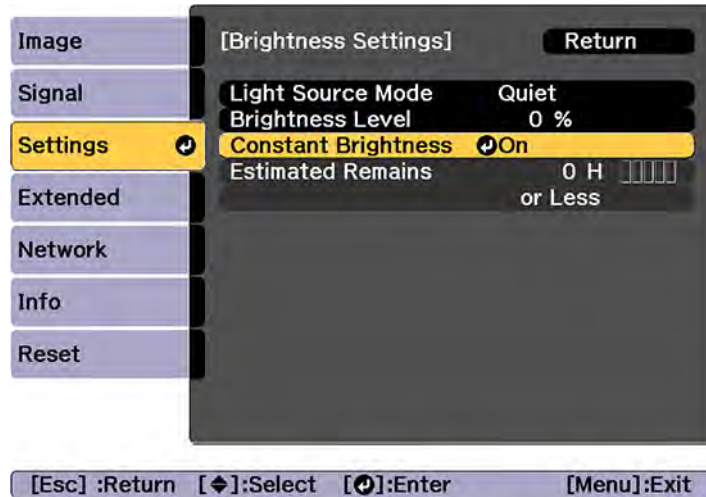 Image
Signal
Settings
Extended
Network
Info
Reset
[Brightness Settings] Return
Light Source Mode Quiet
Brightness Level 0 %
Constant Brightness On
Estimated Remains 0 H
or Less
[Esc] :Return [ ]:Select [ ]:Enter [Menu]:Exit